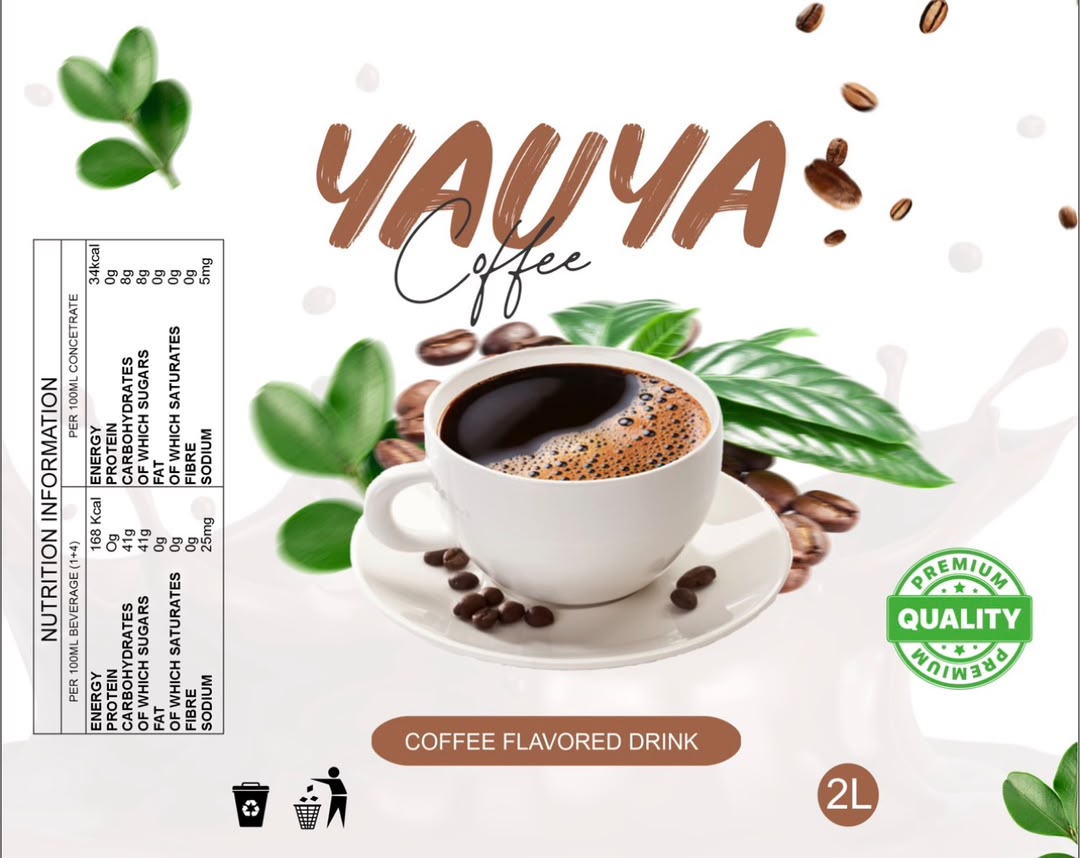 YAUYA
Coffee
NUTRITION INFORMATION
PER 100ML BEVERAGE (1+4)
ENERGY 168 Kcal
PROTEIN Og
CARBOHYDRATES 41g
OF WHICH SUGARS 41g
FAT 0g
OF WHICH SATURATES 0g
FIBRE 0g
SODIUM 25mg
PER 100ML CONCETRATE
ENERGY 34kcal
PROTEIN 0g
CARBOHYDRATES 8g
OF WHICH SUGARS 8g
FAT 0g
OF WHICH SATURATES 0g
FIBRE 0g
SODIUM 5mg
PREMIUM
QUALITY
PREMIUM
COFFEE FLAVORED DRINK
2L